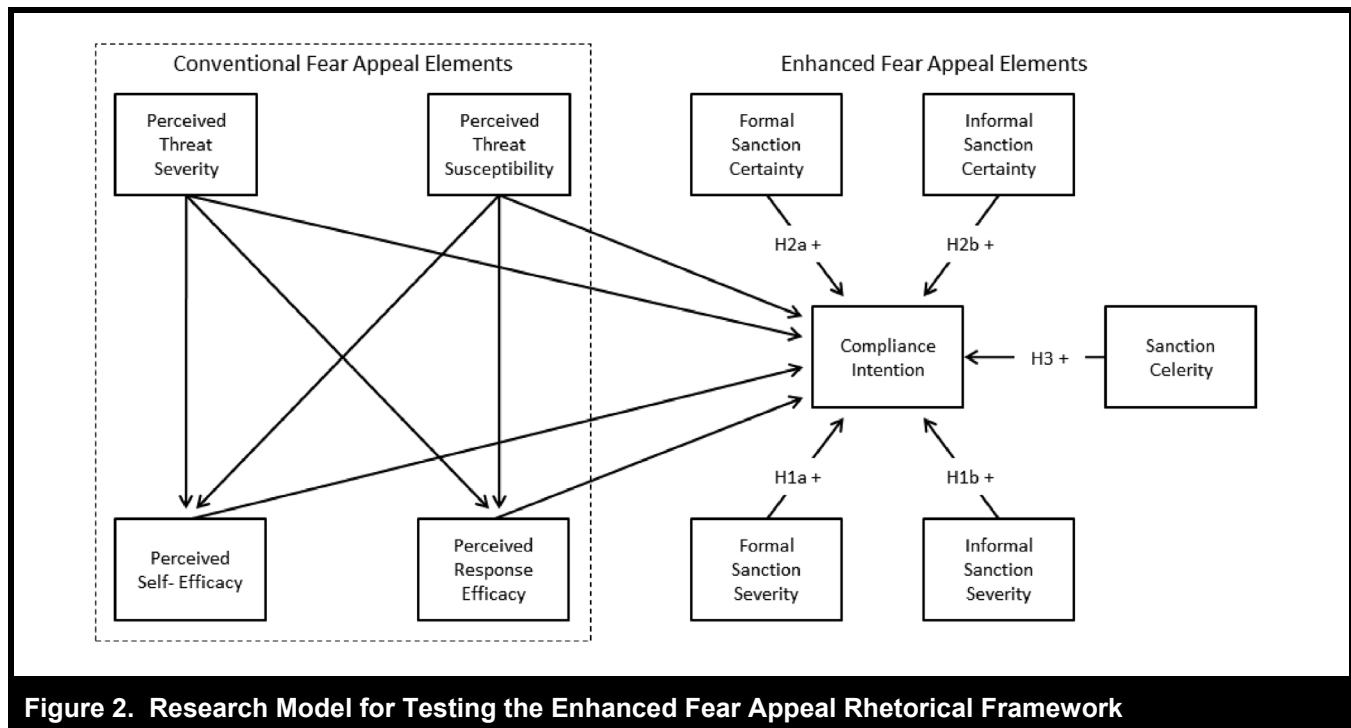 Conventional Fear Appeal Elements
Enhanced Fear Appeal Elements
Perceived
Threat
Severity
Perceived
Threat
Susceptibility
Formal
Sanction
Certainty
Informal
Sanction
Certainty
H2a +
H2b +
Compliance
Intention
H3 +
Sanction
Celerity
H1a +
H1b +
Perceived
Self- Efficacy
Perceived
Response
Efficacy
Formal
Sanction
Severity
Informal
Sanction
Severity
Figure 2. Research Model for Testing the Enhanced Fear Appeal Rhetorical Framework